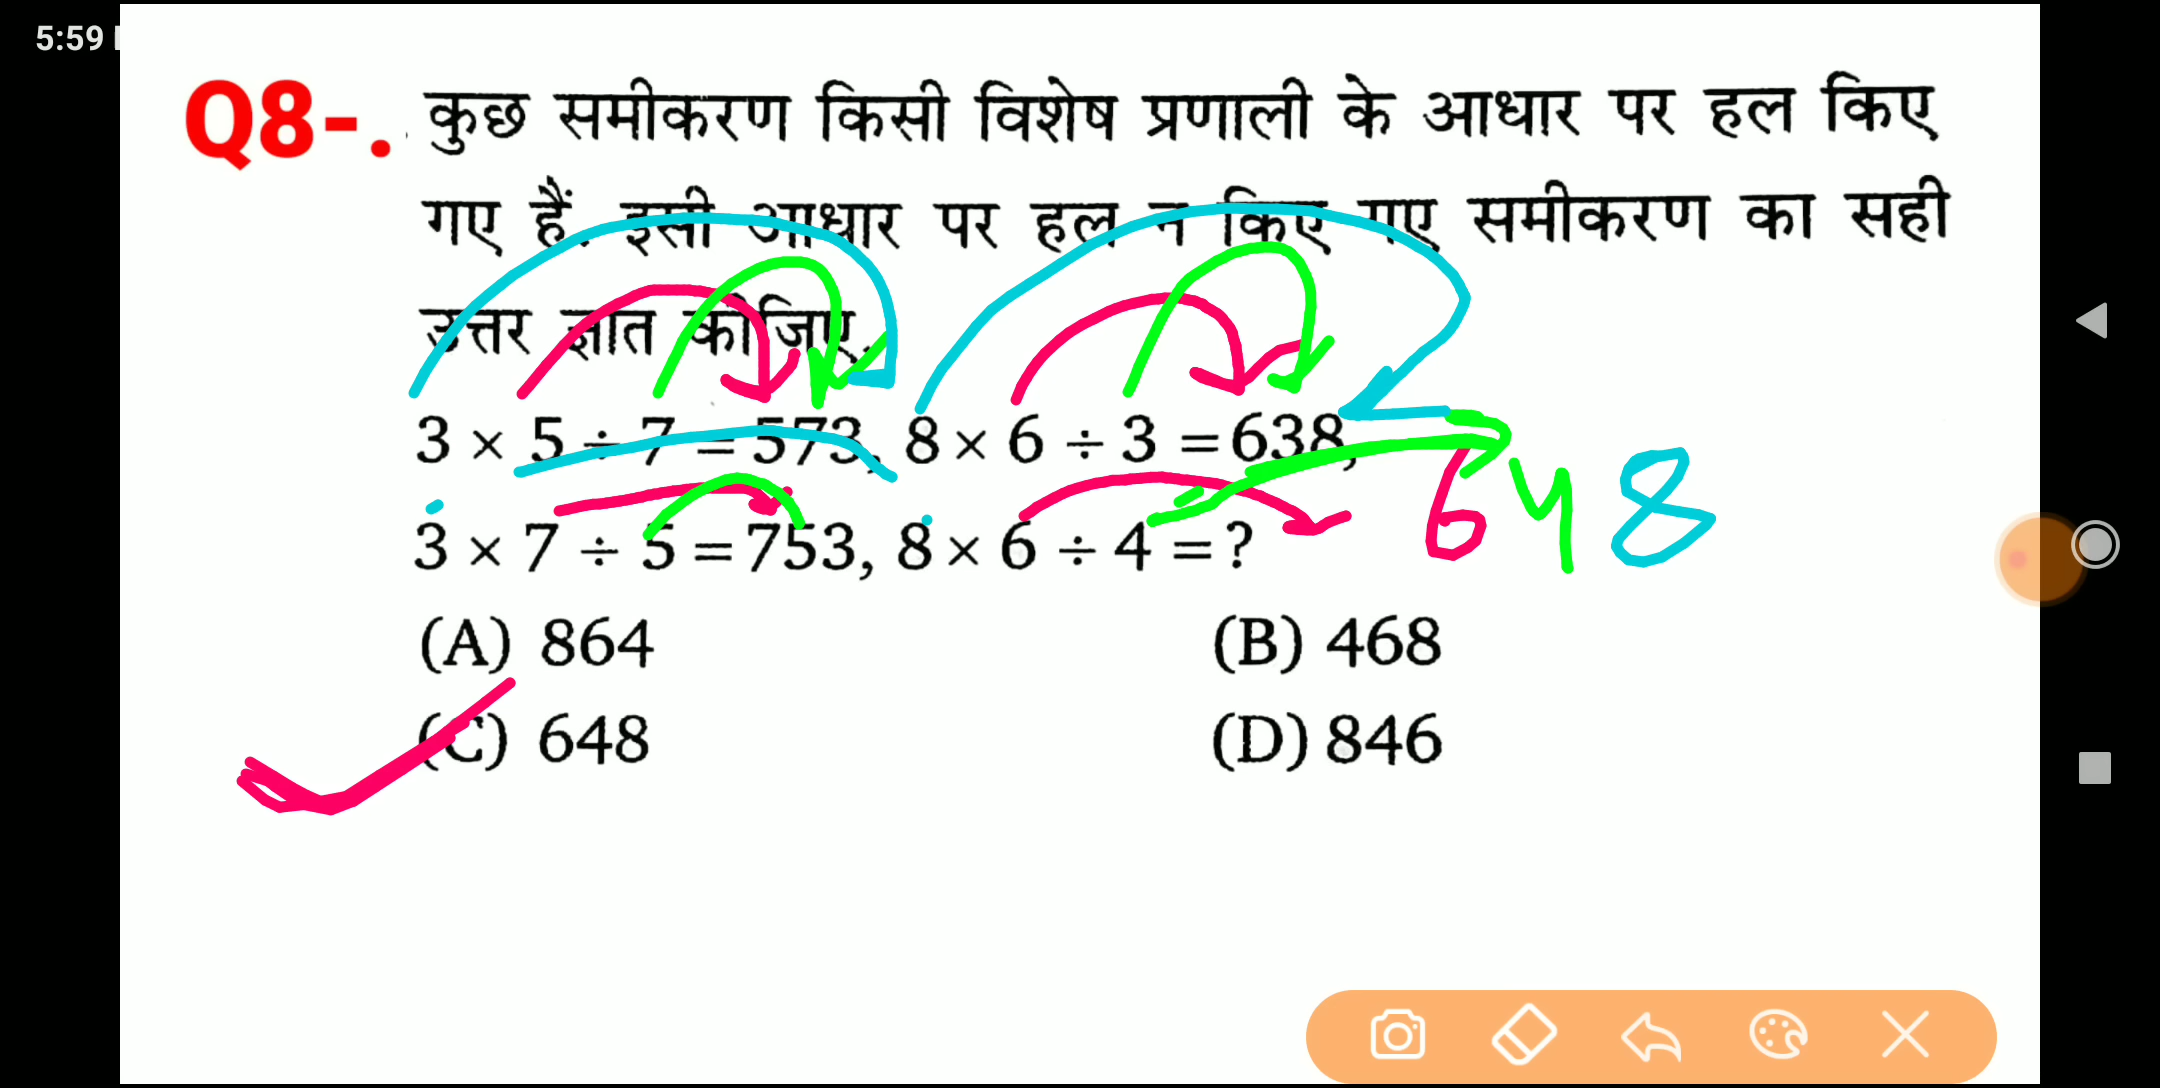 5:59
Q8-. कुछ समीकरण किसी विशेष प्रणाली के आधार पर हल किए
गए हैं. इसी आधार पर हल न किए गए समीकरण का सही
उत्तर ज्ञात कीजिए.
3 × 5 ÷ 7 = 573, 8 × 6 ÷ 3 = 638,
3 × 7 ÷ 5 = 753, 8 × 6 ÷ 4 = ? 648
(A) 864 (B) 468
(C) 648 (D) 846